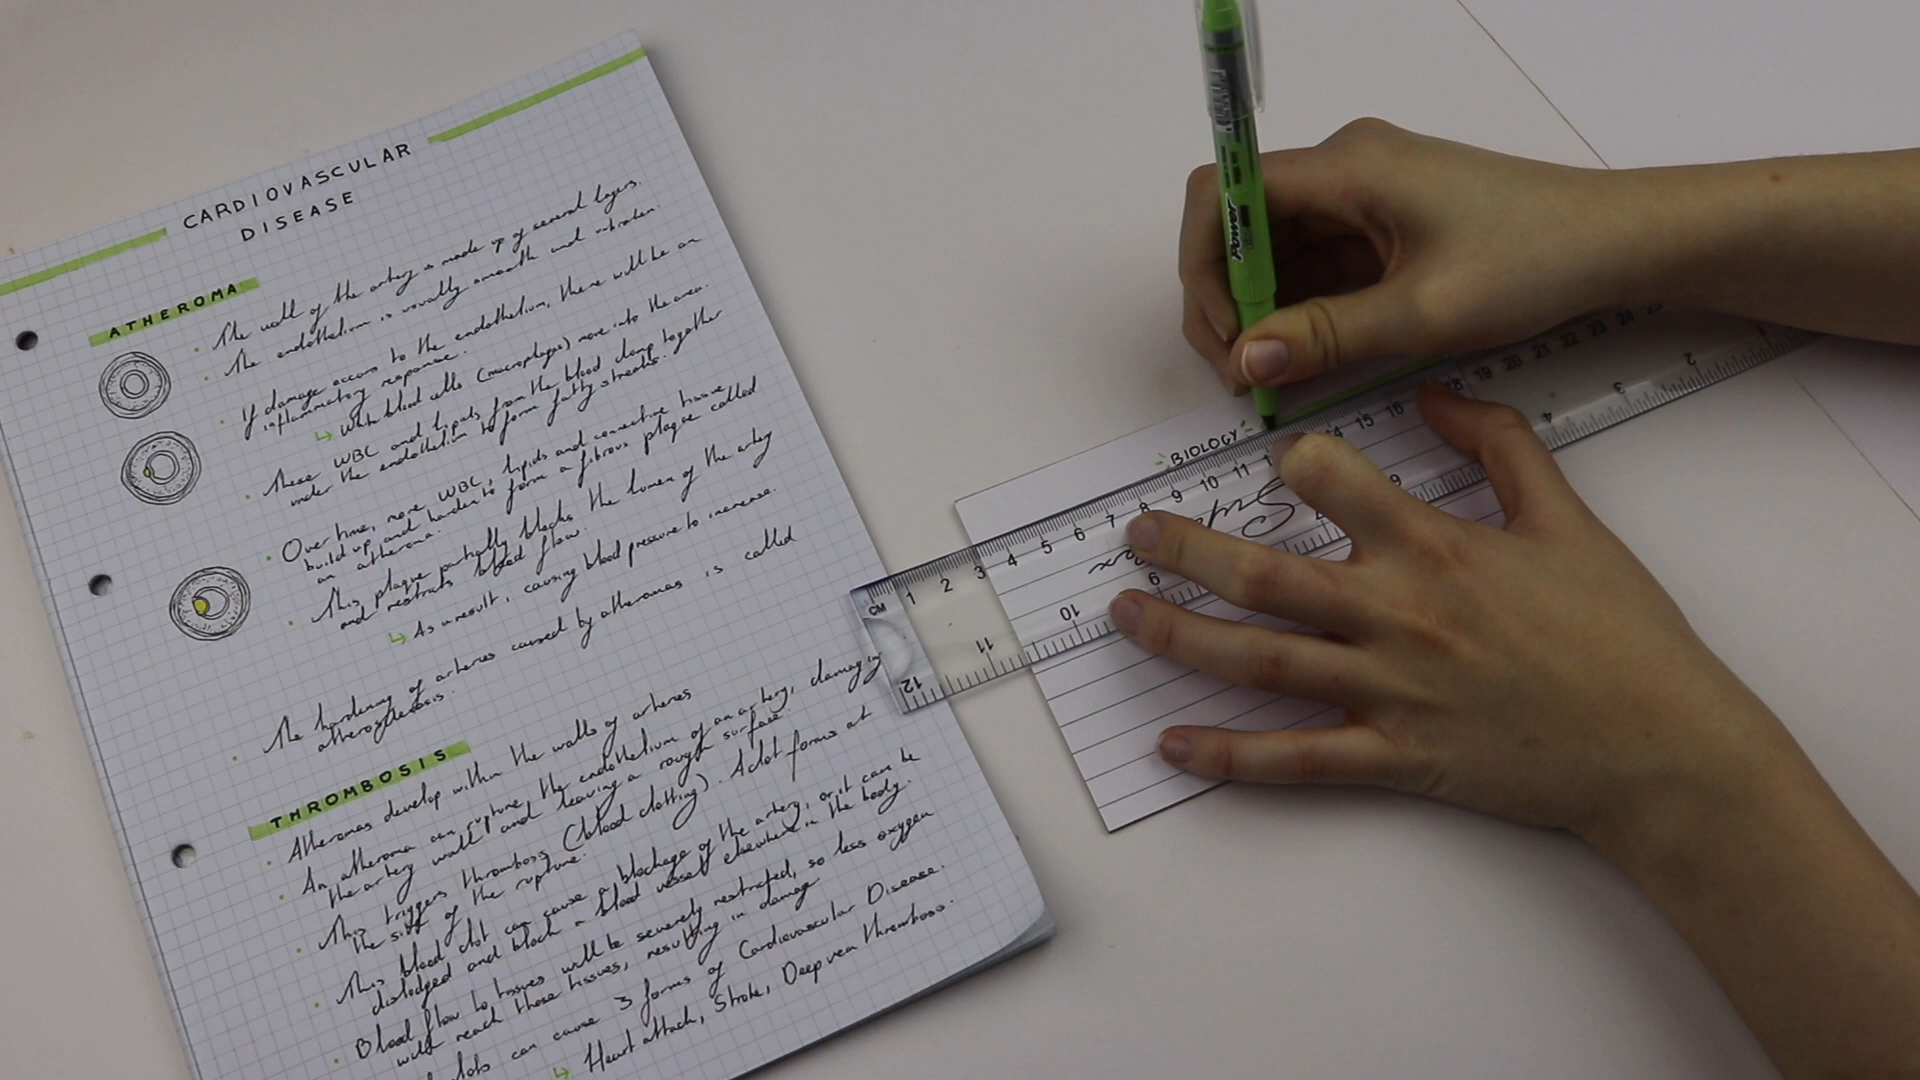 CARDIOVASCULAR
DISEASE
ATHEROMA
The wall of the artery is made up of several layers.
The endothelium is usually smooth and unbroken.
If damage occurs to the endothelium, there will be an
inflammatory response.
White blood cells (macrophages) move into the area.
These WBC and lipids from the blood clump together
under the endothelium to form fatty streaks.
Over time, more WBC, lipids and connective tissue
build up and harden to form a fibrous plaque called
an atheroma.
This plaque partially blocks the lumen of the artery
and restricts blood flow.
As a result, causing blood pressure to increase.
The hardening of arteries caused by atheromas is called
atherosclerosis.
THROMBOSIS
Atheromas develop within the walls of arteries
An atheroma can rupture the endothelium of an artery, damaging
the artery wall and leaving a rough surface.
This triggers thrombosis (blood clotting). A clot forms at
the site of the rupture.
This blood clot can cause a blockage of the artery, or it can be
dislodged and block a blood vessel elsewhere in the body.
Blood flow to tissues will be severely restricted, so less oxygen
will reach those tissues, resulting in damage.
clots can cause 3 forms of Cardiovascular Disease.
Heart attack, Stroke, Deep vein thrombosis.
Power
BIOLOGY
CM 1 2 3 4 5 6 7 8 9 10 11 14 15 16 18 19 20 21 22 23 24 25
12 11 10 9 4 3 2 1